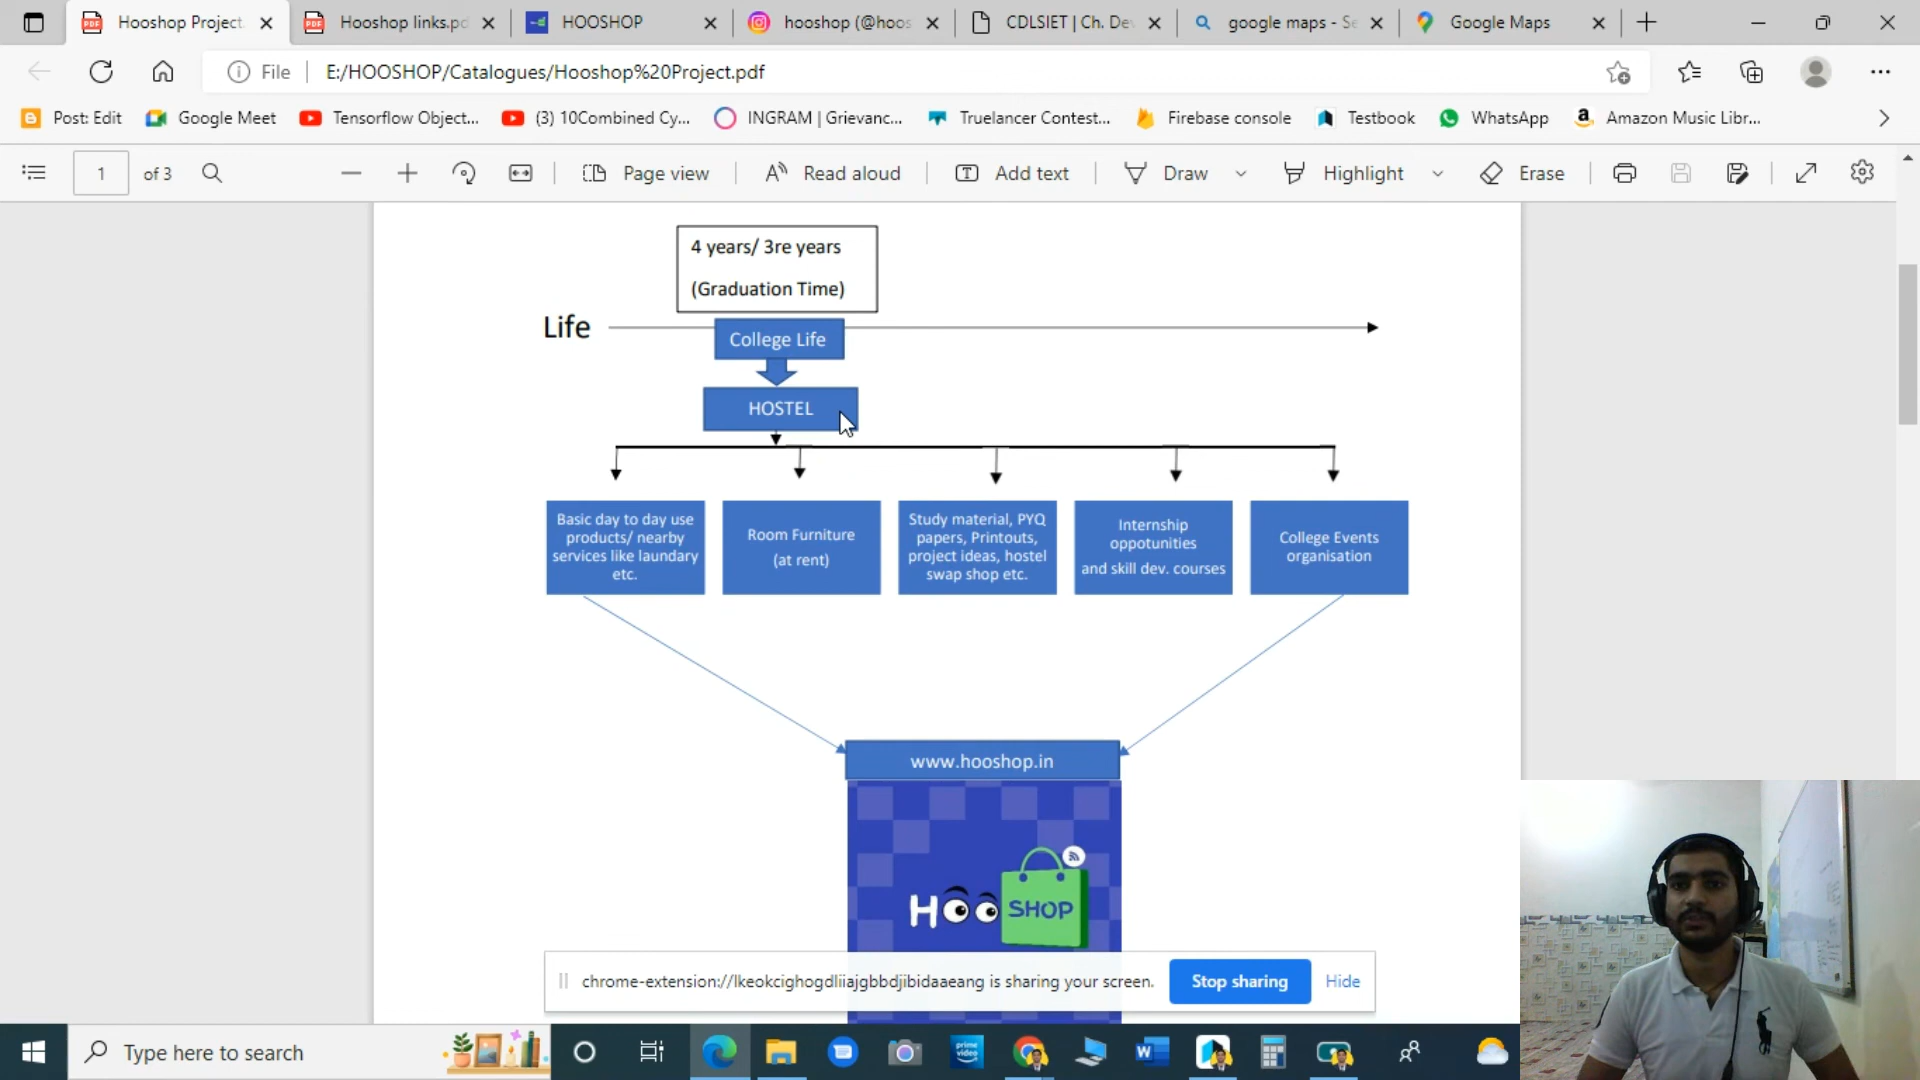 Hooshop Project.
Hooshop links.pd
HOOSHOP
hooshop (@hoos
CDLSIET | Ch. De
google maps - Se
Google Maps
File
E:/HOOSHOP/Catalogues/Hooshop%20Project.pdf
Post: Edit
Google Meet
Tensorflow Object...
(3) 10Combined Cy...
INGRAM | Grievanc...
Truelancer Contest...
Firebase console
Testbook
WhatsApp
Amazon Music Libr...
1 of 3
Page view
Read aloud
Add text
Draw
Highlight
Erase
4 years/ 3re years
(Graduation Time)
Life
College Life
HOSTEL
Basic day to day use
products/ nearby
services like laundary
etc.
Room Furniture
(at rent)
Study material, PYQ
papers, Printouts,
project ideas, hostel
swap shop etc.
Internship
oppotunities
and skill dev. courses
College Events
organisation
www.hooshop.in
Hoo SHOP
chrome-extension://lkeokcighogdliiajgbbdjibidaaeang is sharing your screen.
Stop sharing
Hide
Type here to search
prime video